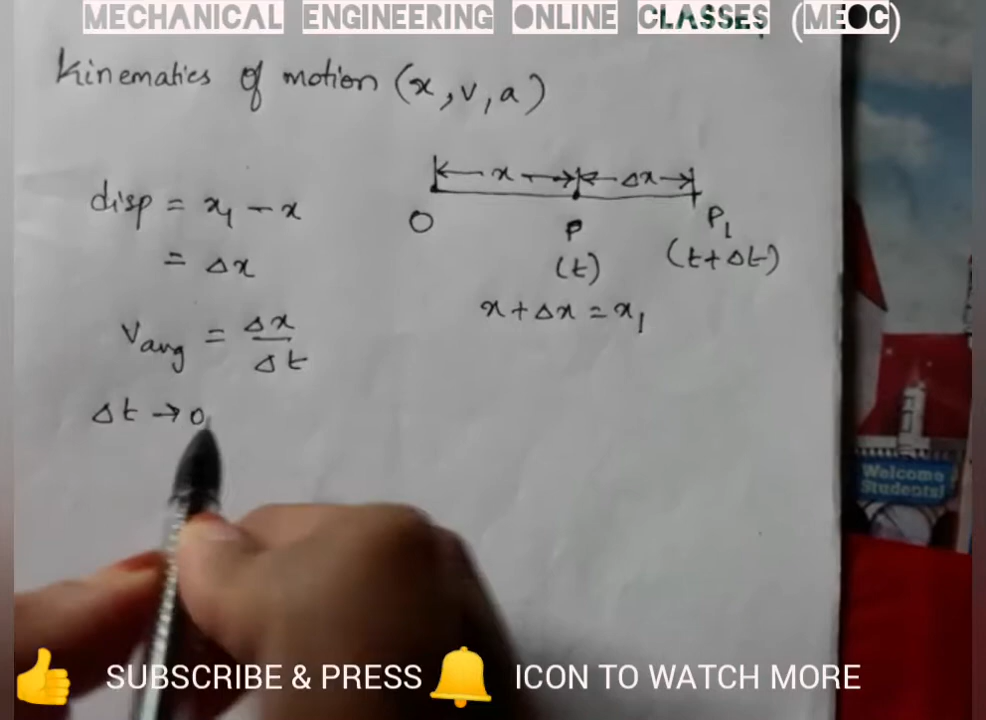 MECHANICAL ENGINEERING ONLINE CLASSES (MEOC)
Kinematics of motion (x, v, a)
x Δx
O P P₁
(t) (t + Δt)
x + Δx = x₁
disp = x₁ - x
= Δx
Vavg = Δx / Δt
Δt → 0
Welcome
Students!
SUBSCRIBE & PRESS ICON TO WATCH MORE